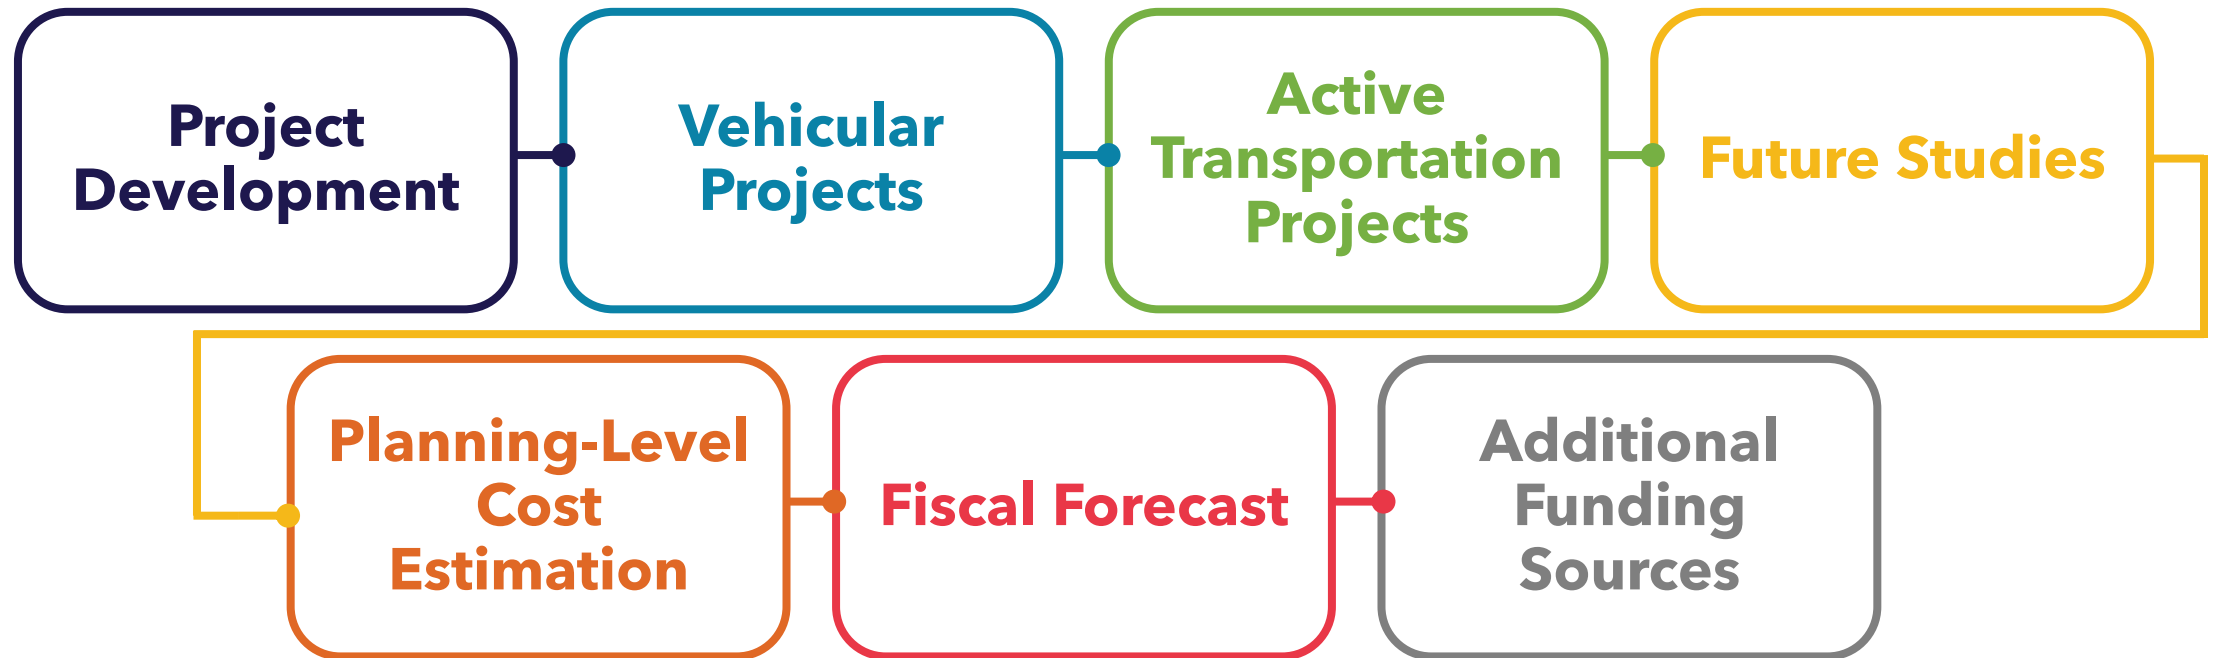 Project
Development
Vehicular
Projects
Active
Transportation
Projects
Future Studies
Planning-Level
Cost
Estimation
Fiscal Forecast
Additional
Funding
Sources